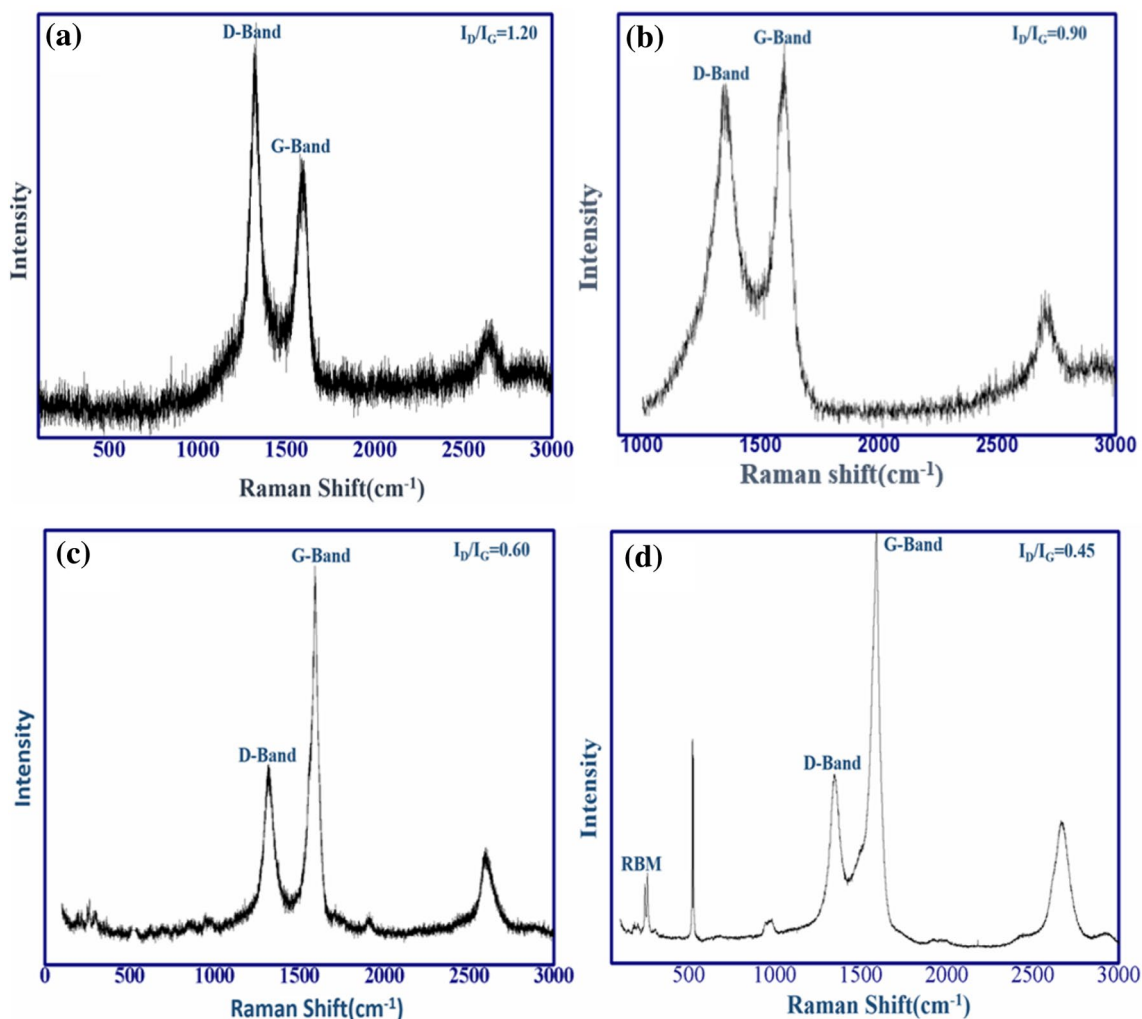 (a)
D-Band
I_D/I_G=1.20
G-Band
Intensity
500 1000 1500 2000 2500 3000
Raman Shift(cm⁻¹)
(b)
G-Band
I_D/I_G=0.90
D-Band
Intensity
1000 1500 2000 2500 3000
Raman shift(cm⁻¹)
(c)
G-Band
I_D/I_G=0.60
D-Band
Intensity
0 500 1000 1500 2000 2500 3000
Raman Shift(cm⁻¹)
(d)
G-Band
I_D/I_G=0.45
D-Band
RBM
Intensity
500 1000 1500 2000 2500 3000
Raman Shift(cm⁻¹)